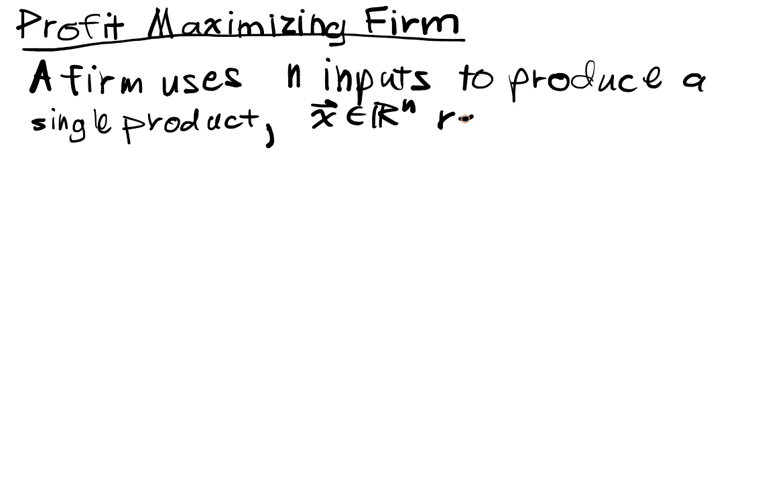 Profit Maximizing Firm
A firm uses n inputs to produce a
single product, x⃗ ∈ ℝⁿ r